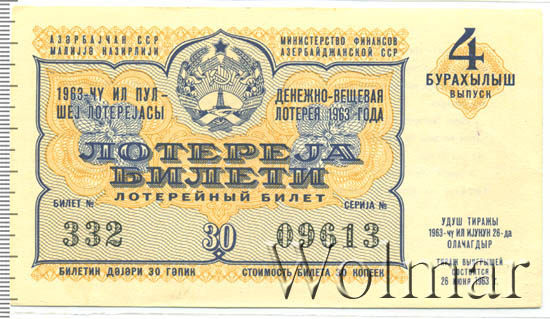 АЗӘРБАЈҸАН ССР
МАЛИЈЈӘ НАЗИРЛИЈИ
МИНИСТЕРСТВО ФИНАНСОВ
АЗЕРБАЙДЖАНСКОЙ ССР
4
БУРАХЫЛЫШ
ВЫПУСК
1963-ЧҮ ИЛ ПУЛ -
ШЕЈ ЛОТЕРЕЈАСЫ
ДЕНЕЖНО-ВЕЩЕВАЯ
ЛОТЕРЕЯ 1963 ГОДА
ЛОТЕРЕЈА
БИЛЕТИ
ЛОТЕРЕЙНЫЙ БИЛЕТ
БИЛЕТ №
СЕРИЈА №
332
30
09613
БИЛЕТИН ДӘЈӘРИ 30 ГӘПИК
СТОИМОСТЬ БИЛЕТА 30 КОПЕЕК
УДУШ ТИРАЖЫ
1963-ЧҮ ИЛ ИЈУНУН 26-да
ОЛАҸАГДЫР
ТИРАЖ ВЫИГРЫШЕЙ
СОСТОИТСЯ
26 ИЮНЯ 1963 Г.
Wolmar